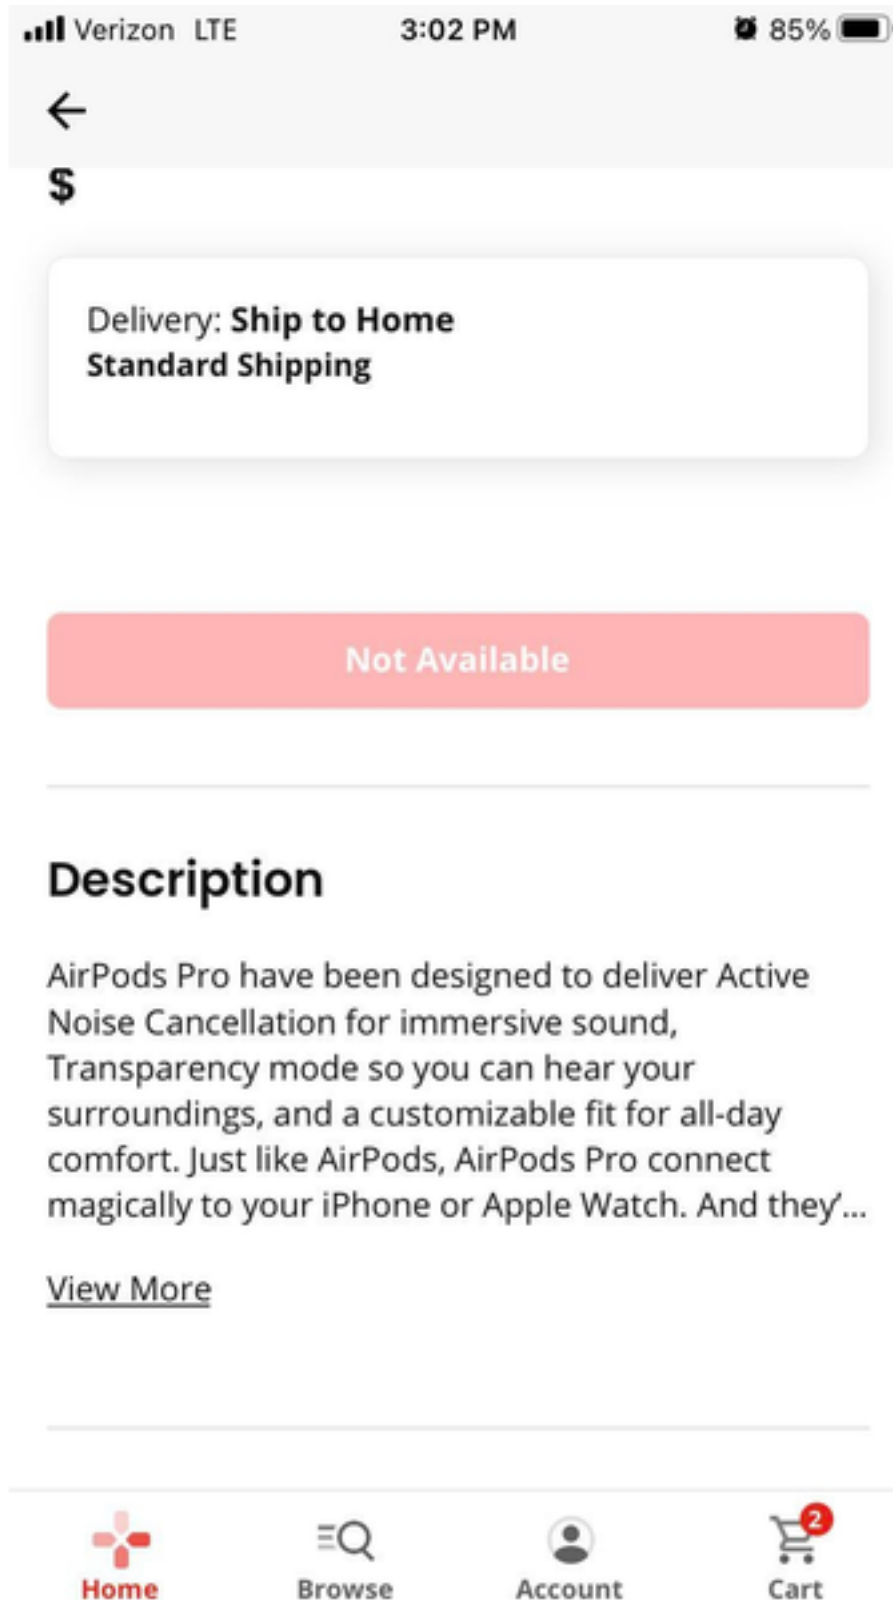 Verizon LTE 3:02 PM 85%
$
Delivery: Ship to Home
Standard Shipping
Not Available
Description
AirPods Pro have been designed to deliver Active
Noise Cancellation for immersive sound,
Transparency mode so you can hear your
surroundings, and a customizable fit for all-day
comfort. Just like AirPods, AirPods Pro connect
magically to your iPhone or Apple Watch. And they’...
View More
2
Home Browse Account Cart